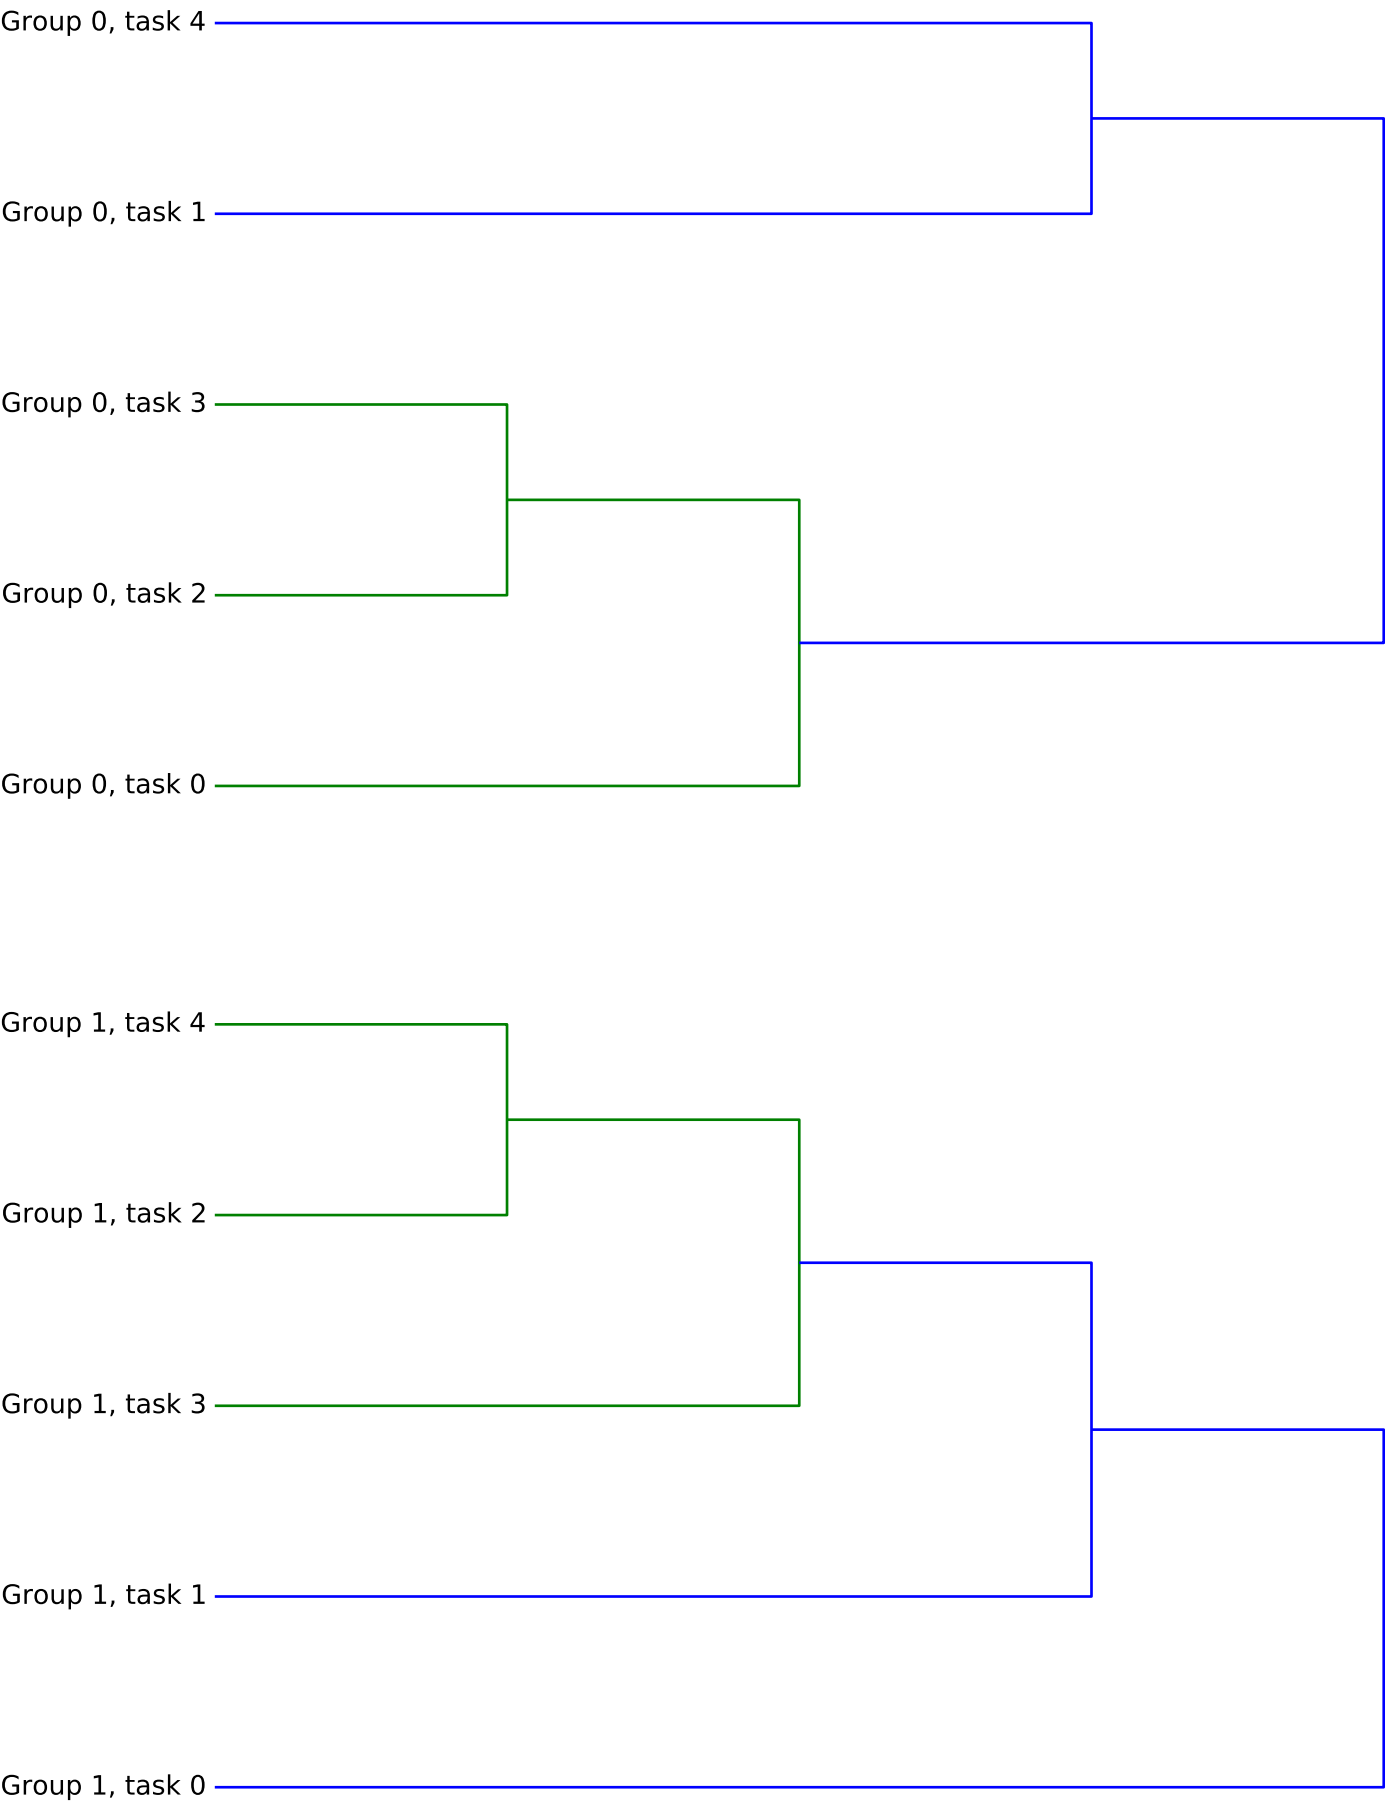 Group 0, task 4
Group 0, task 1
Group 0, task 3
Group 0, task 2
Group 0, task 0
Group 1, task 4
Group 1, task 2
Group 1, task 3
Group 1, task 1
Group 1, task 0